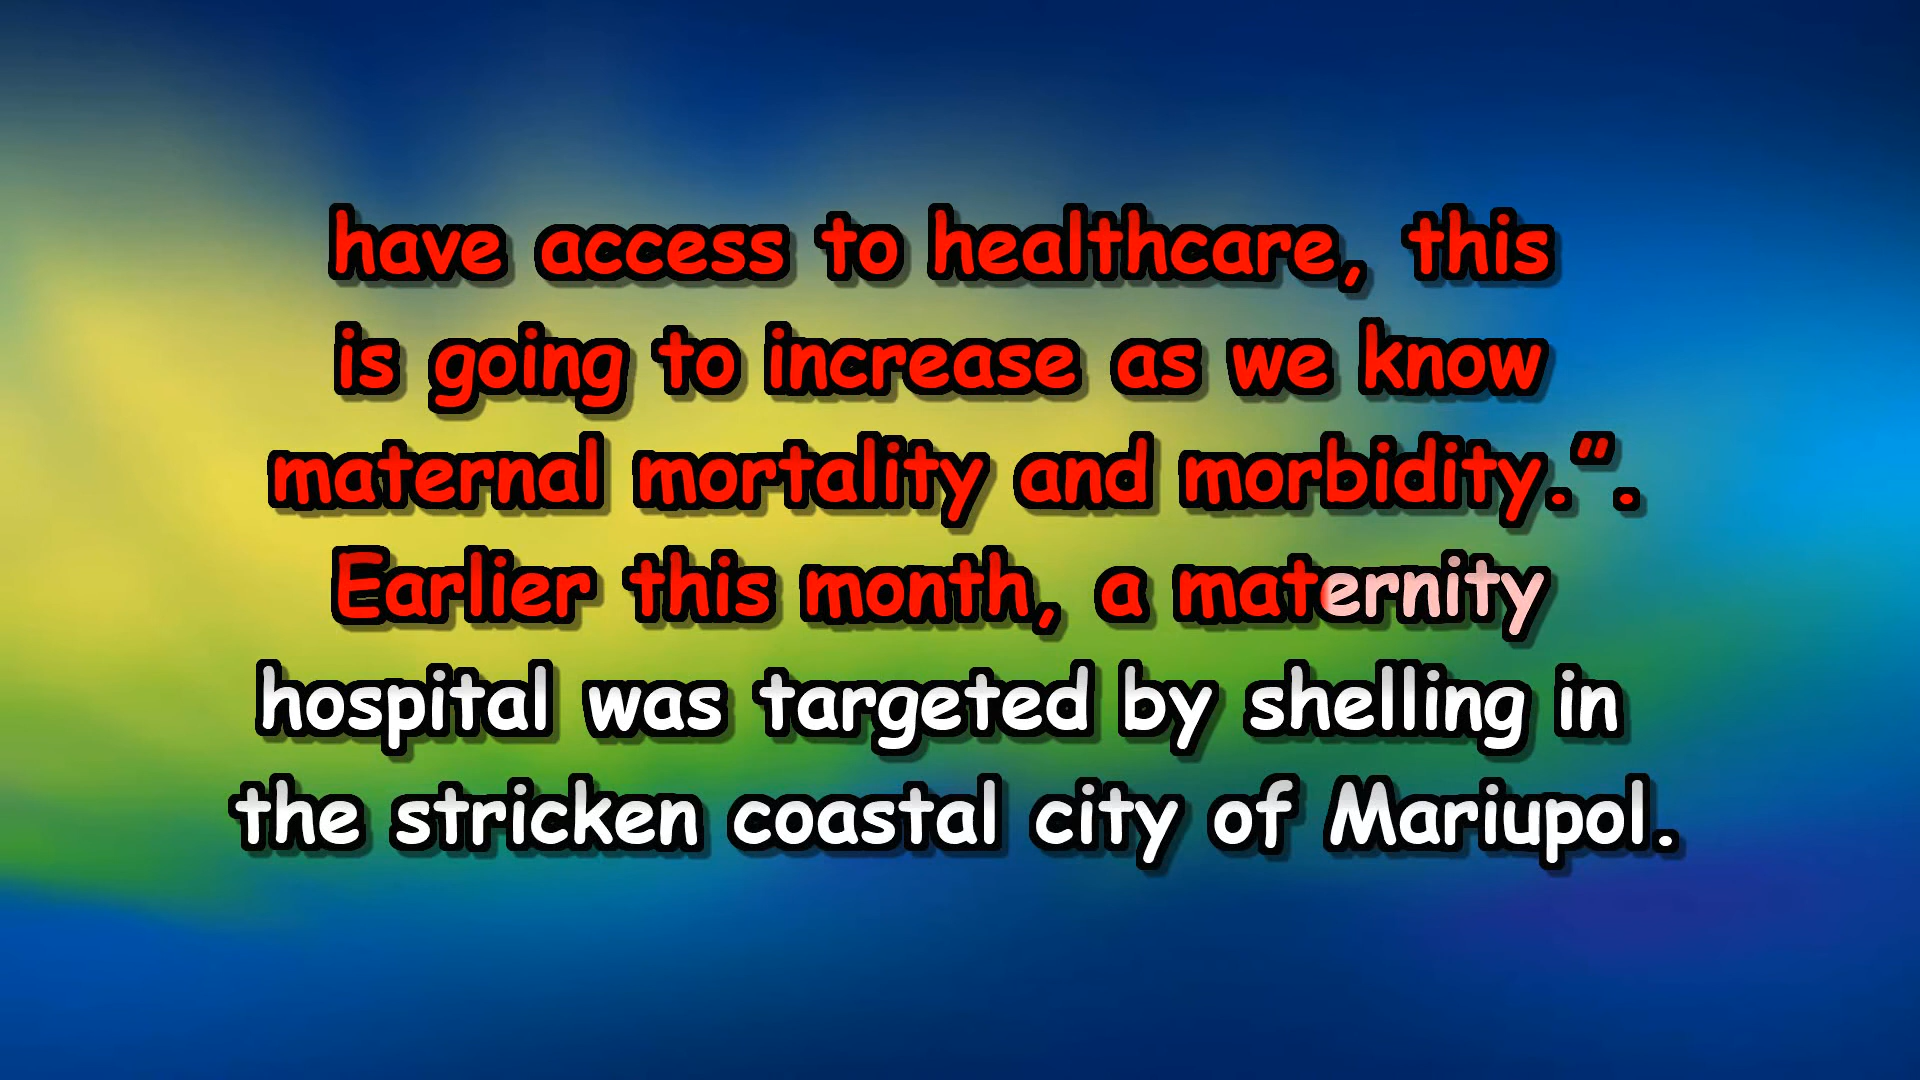 have access to healthcare, this
is going to increase as we know
maternal mortality and morbidity.”.
Earlier this month, a maternity
hospital was targeted by shelling in
the stricken coastal city of Mariupol.